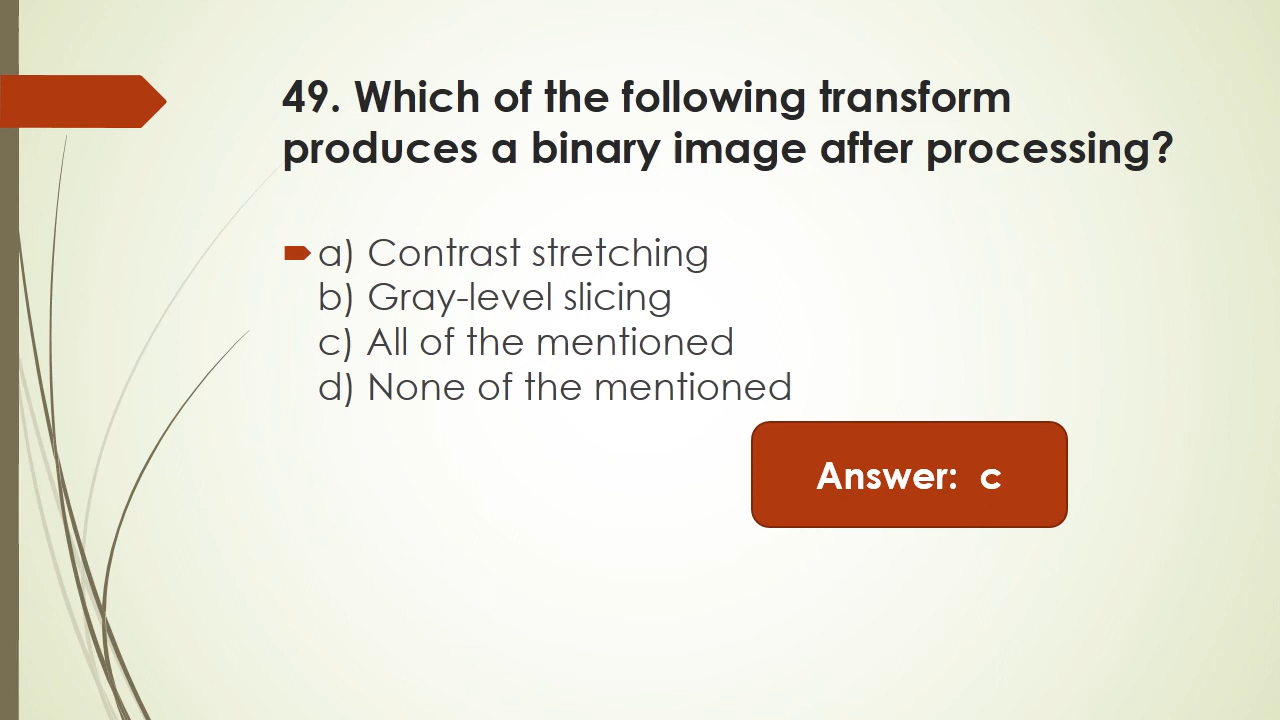 49. Which of the following transform
produces a binary image after processing?
a) Contrast stretching
b) Gray-level slicing
c) All of the mentioned
d) None of the mentioned
Answer: c